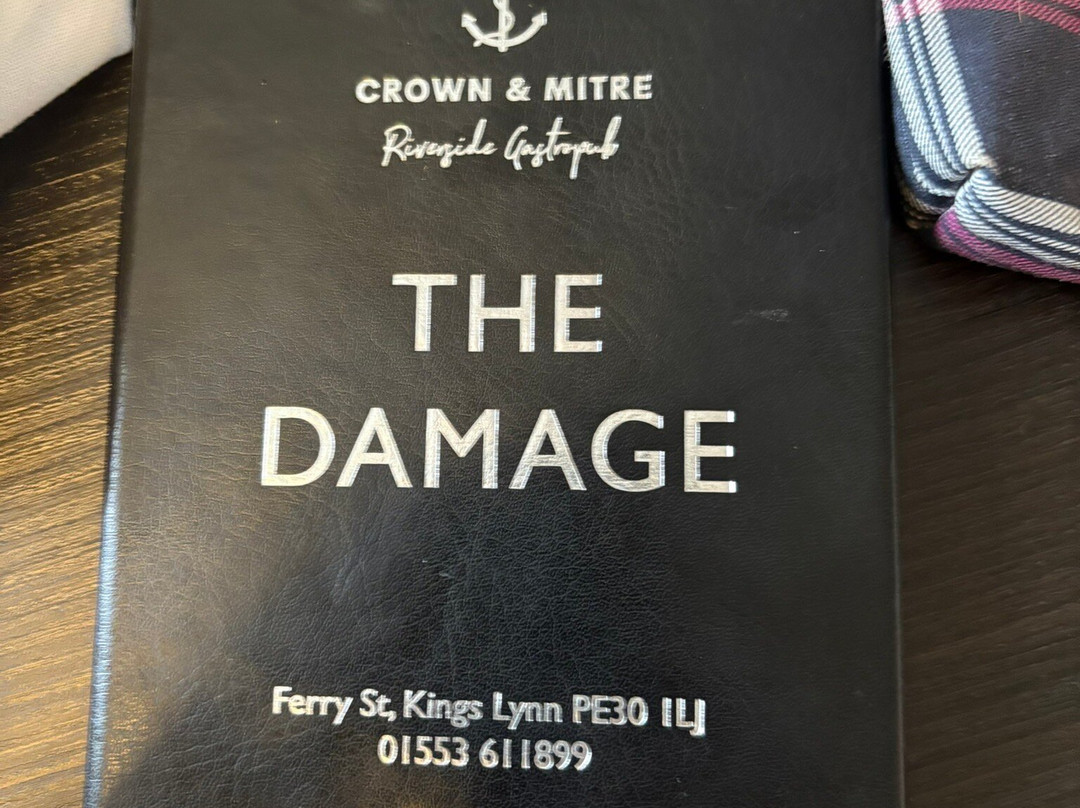 CROWN & MITRE
Riverside Gastropub
THE
DAMAGE
Ferry St, Kings Lynn PE30 1LJ
01553 611899